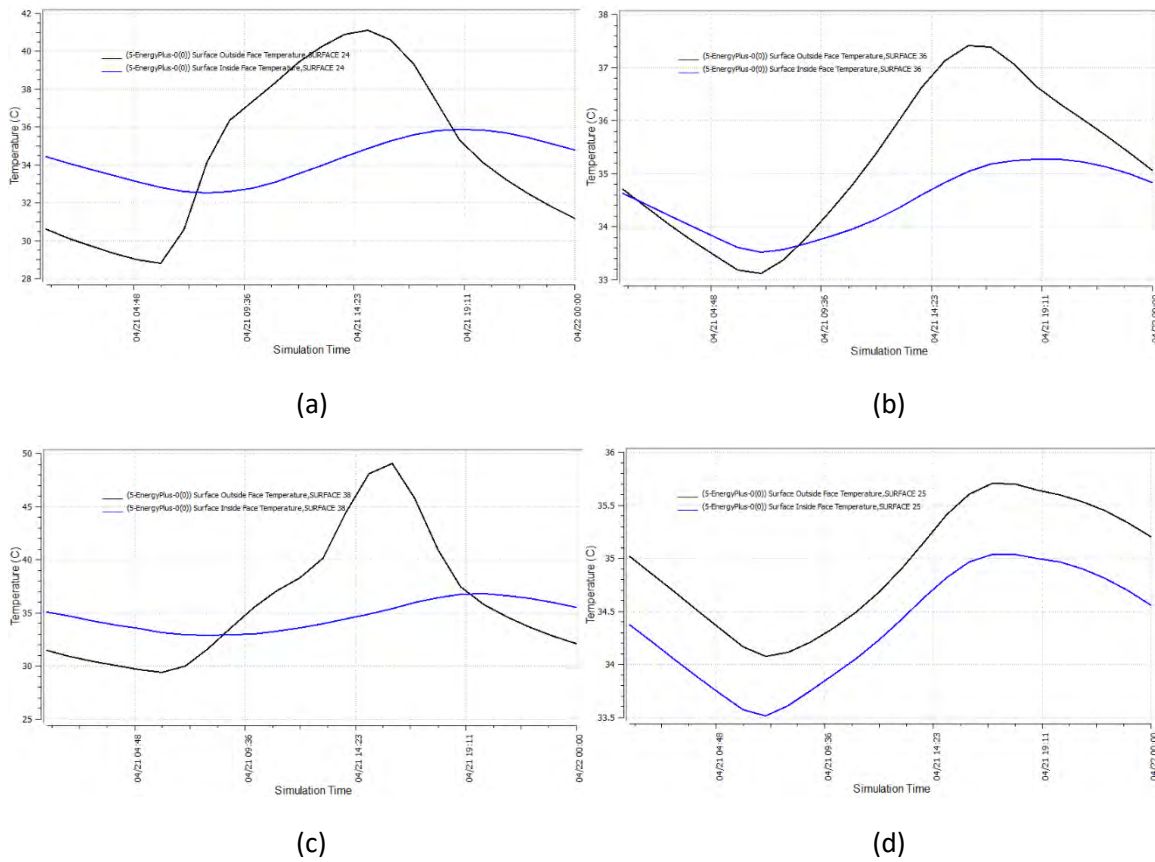 42
40
38
36
34
32
30
28
Temperature (C)
(5-EnergyPlus-0(0)) Surface Outside Face Temperature,SURFACE 24
(5-EnergyPlus-0(0)) Surface Inside Face Temperature,SURFACE 24
04/21 04:48
04/21 09:36
04/21 14:23
04/21 19:11
04/22 00:00
Simulation Time
(a)
38
37
36
35
34
33
Temperature (C)
(5-EnergyPlus-0(0)) Surface Outside Face Temperature,SURFACE 36
(5-EnergyPlus-0(0)) Surface Inside Face Temperature,SURFACE 36
04/21 04:48
04/21 09:36
04/21 14:23
04/21 19:11
04/22 00:00
Simulation Time
(b)
50
45
40
35
30
25
Temperature (C)
(5-EnergyPlus-0(0)) Surface Outside Face Temperature,SURFACE 38
(5-EnergyPlus-0(0)) Surface Inside Face Temperature,SURFACE 38
04/21 04:48
04/21 09:36
04/21 14:23
04/21 19:11
04/22 00:00
Simulation Time
(c)
36
35.5
35
34.5
34
33.5
Temperature (C)
(5-EnergyPlus-0(0)) Surface Outside Face Temperature,SURFACE 25
(5-EnergyPlus-0(0)) Surface Inside Face Temperature,SURFACE 25
04/21 04:48
04/21 09:36
04/21 14:23
04/21 19:11
04/22 00:00
Simulation Time
(d)